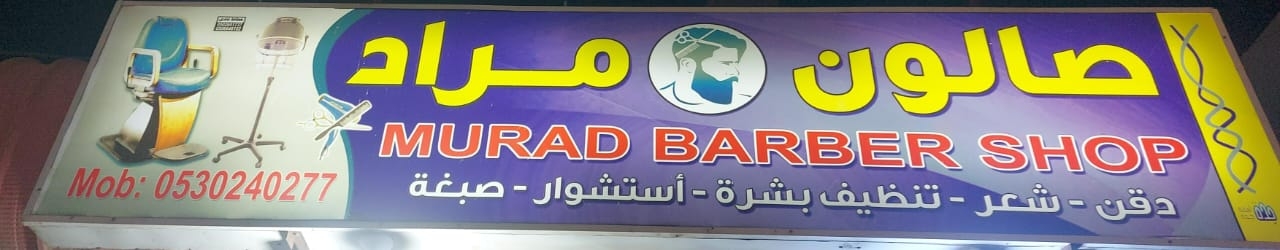 صالون مراد
MURAD BARBER SHOP
دقن - شعر - تنظيف بشرة - أستشوار - صبغة
Mob: 0530240277